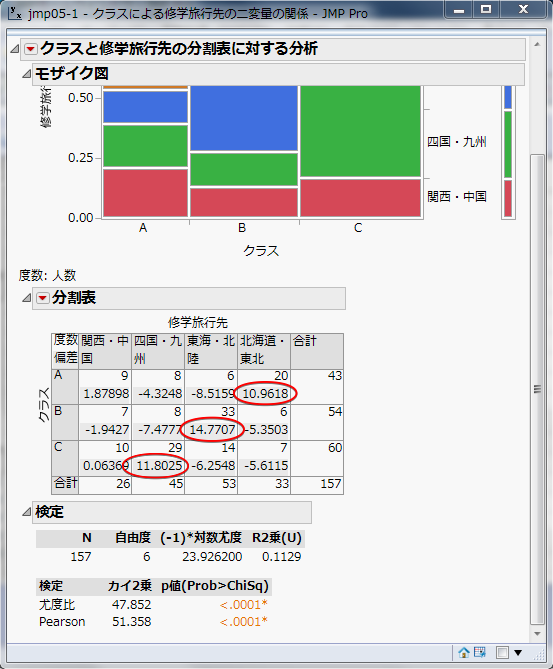 jmp05-1 - クラスによる修学旅行先の二変量の関係 - JMP Pro
クラスと修学旅行先の分割表に対する分析
モザイク図
修学旅行
0.50
0.25
0.00
四国・九州
関西・中国
A B C
クラス
度数: 人数
分割表
修学旅行先
クラス
度数 関西・中 四国・九 東海・北 北海道・ 合計
偏差 国 州 陸 東北
A 9 8 6 20 43
1.87898 -4.3248 -8.5159 10.9618
B 7 8 33 6 54
-1.9427 -7.4777 14.7707 -5.3503
C 10 29 14 7 60
0.06369 11.8025 -6.2548 -5.6115
合計 26 45 53 33 157
検定
N 自由度 (-1)*対数尤度 R2乗(U)
157 6 23.926200 0.1129
検定 カイ2乗 p値(Prob>ChiSq)
尤度比 47.852 <.0001*
Pearson 51.358 <.0001*